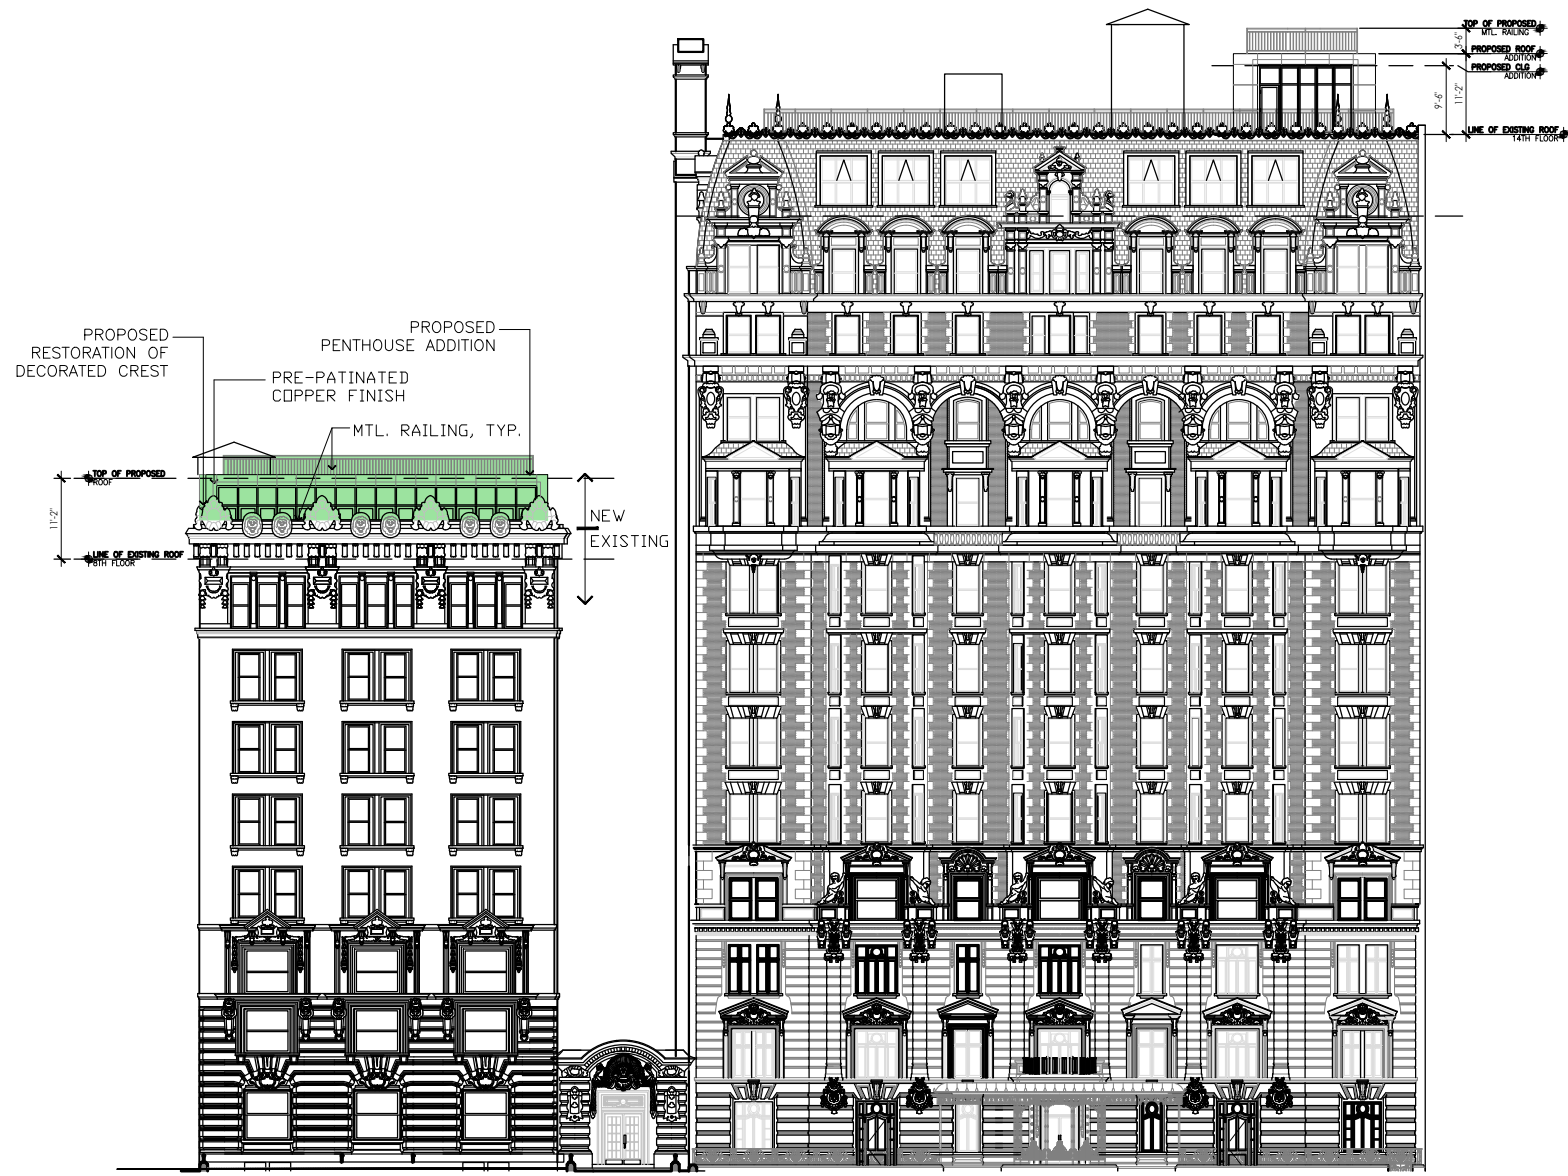 TOP OF PROPOSED
MTL. RAILING
3'-6"
PROPOSED ROOF
ADDITION
PROPOSED CLG
ADDITION
9'-6"
11'-2"
LINE OF EXISTING ROOF
14TH FLOOR
PROPOSED
RESTORATION OF
DECORATED CREST
PROPOSED
PENTHOUSE ADDITION
PRE-PATINATED
COPPER FINISH
MTL. RAILING, TYP.
TOP OF PROPOSED
ROOF
11'-2"
NEW
EXISTING
LINE OF EXISTING ROOF
8TH FLOOR